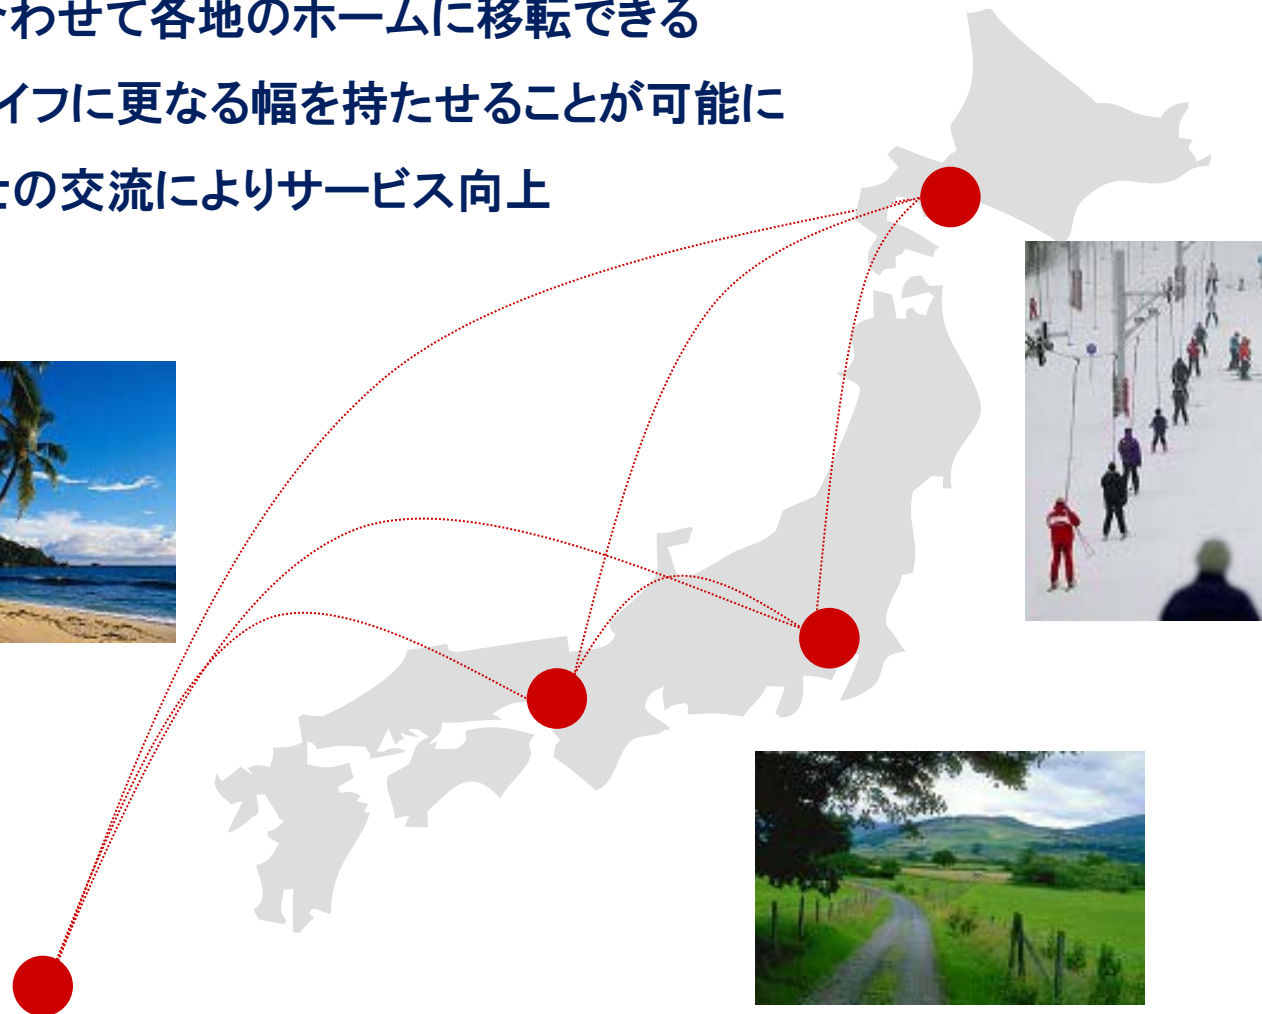 わせて各地のホームに移転できる
イフに更なる幅を持たせることが可能に
の交流によりサービス向上